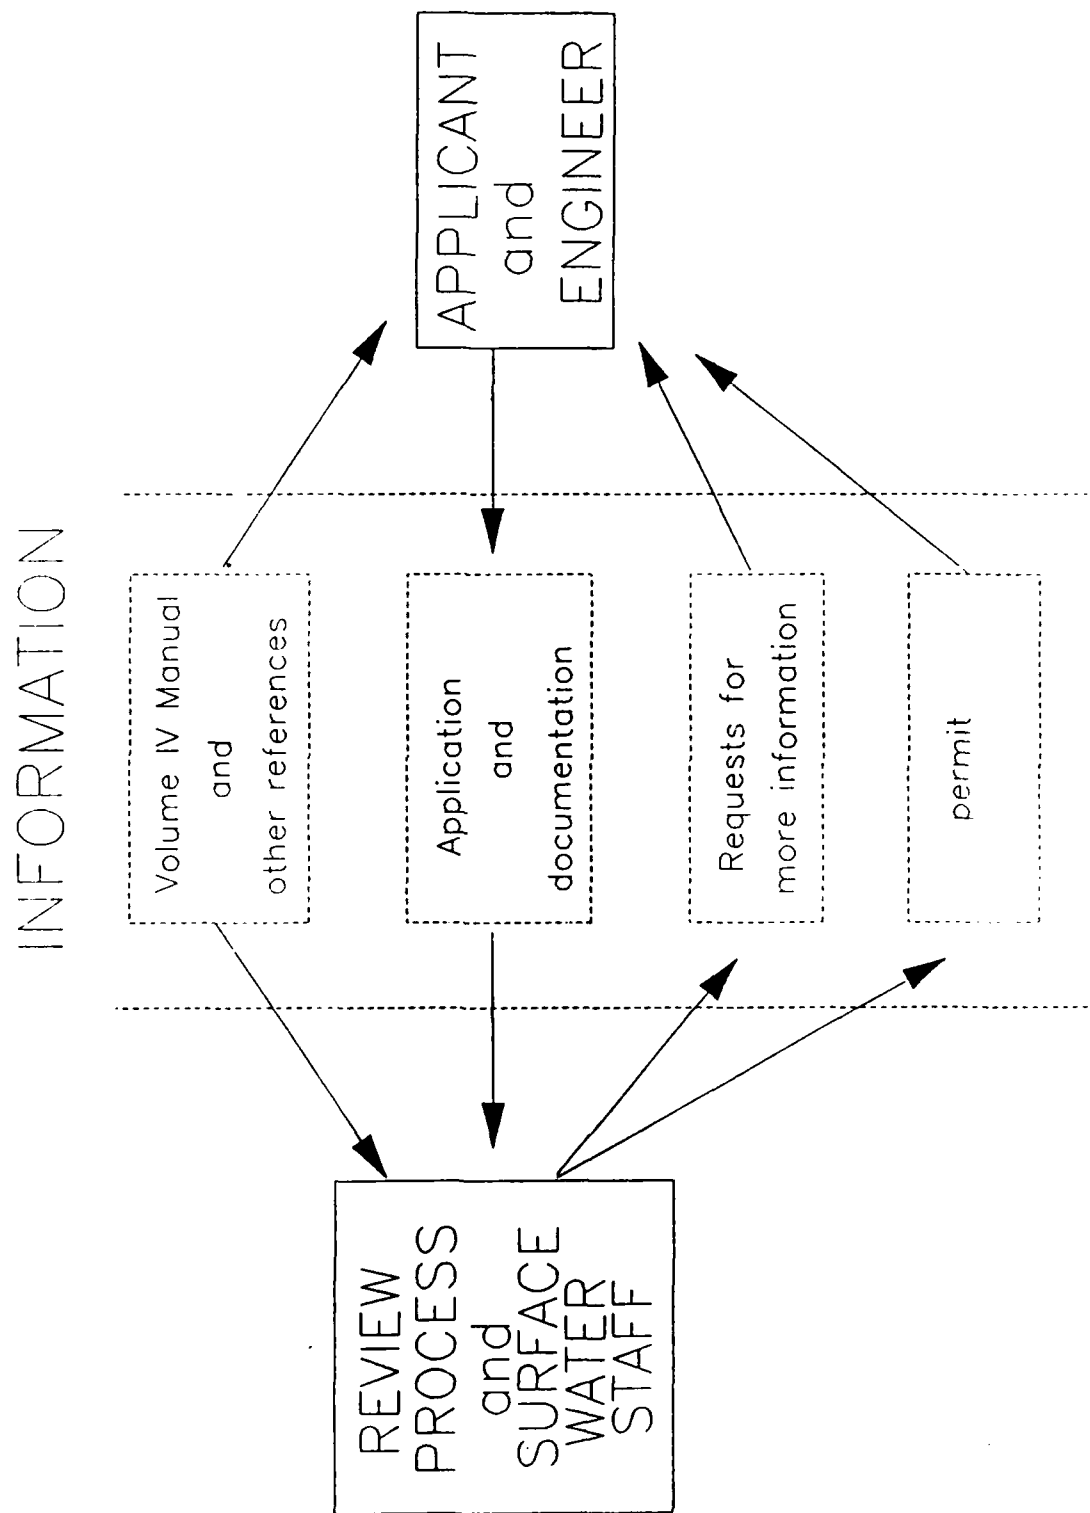 INFORMATION
REVIEW
PROCESS
and
SURFACE
WATER
STAFF
Volume IV Manual
and
other references
Application
and
documentation
Requests for
more information
permit
APPLICANT
and
ENGINEER